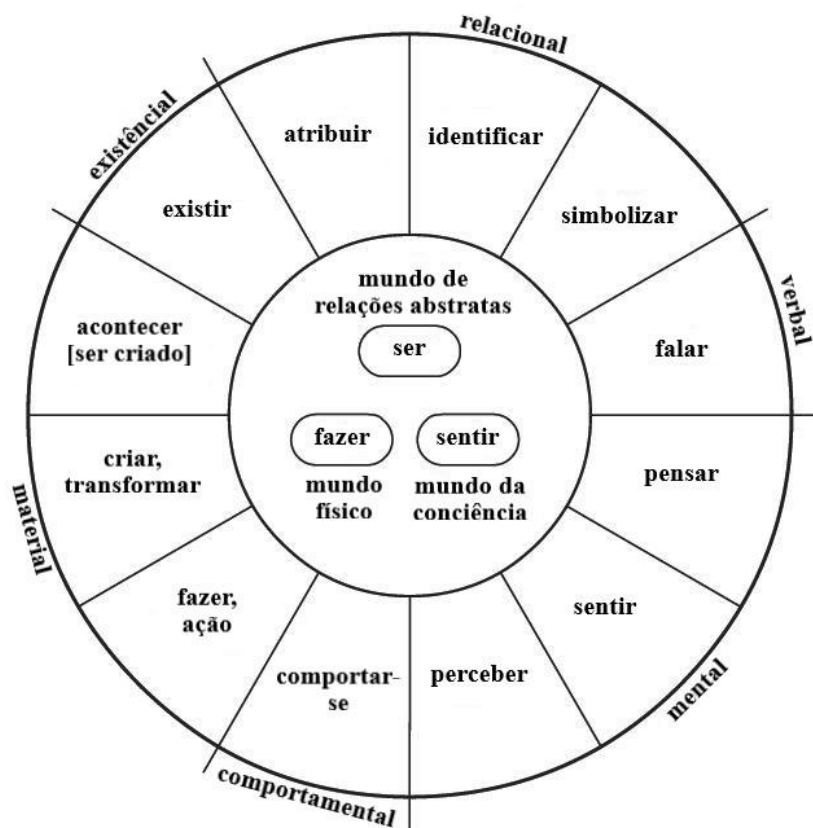 relacional
existêncial
atribuir
identificar
existir
simbolizar
verbal
mundo de
relações abstratas
ser
acontecer
[ser criado]
falar
fazer
sentir
mundo
físico
mundo da
conciência
criar,
transformar
pensar
material
fazer,
ação
sentir
comportar-
se
perceber
mental
comportamental